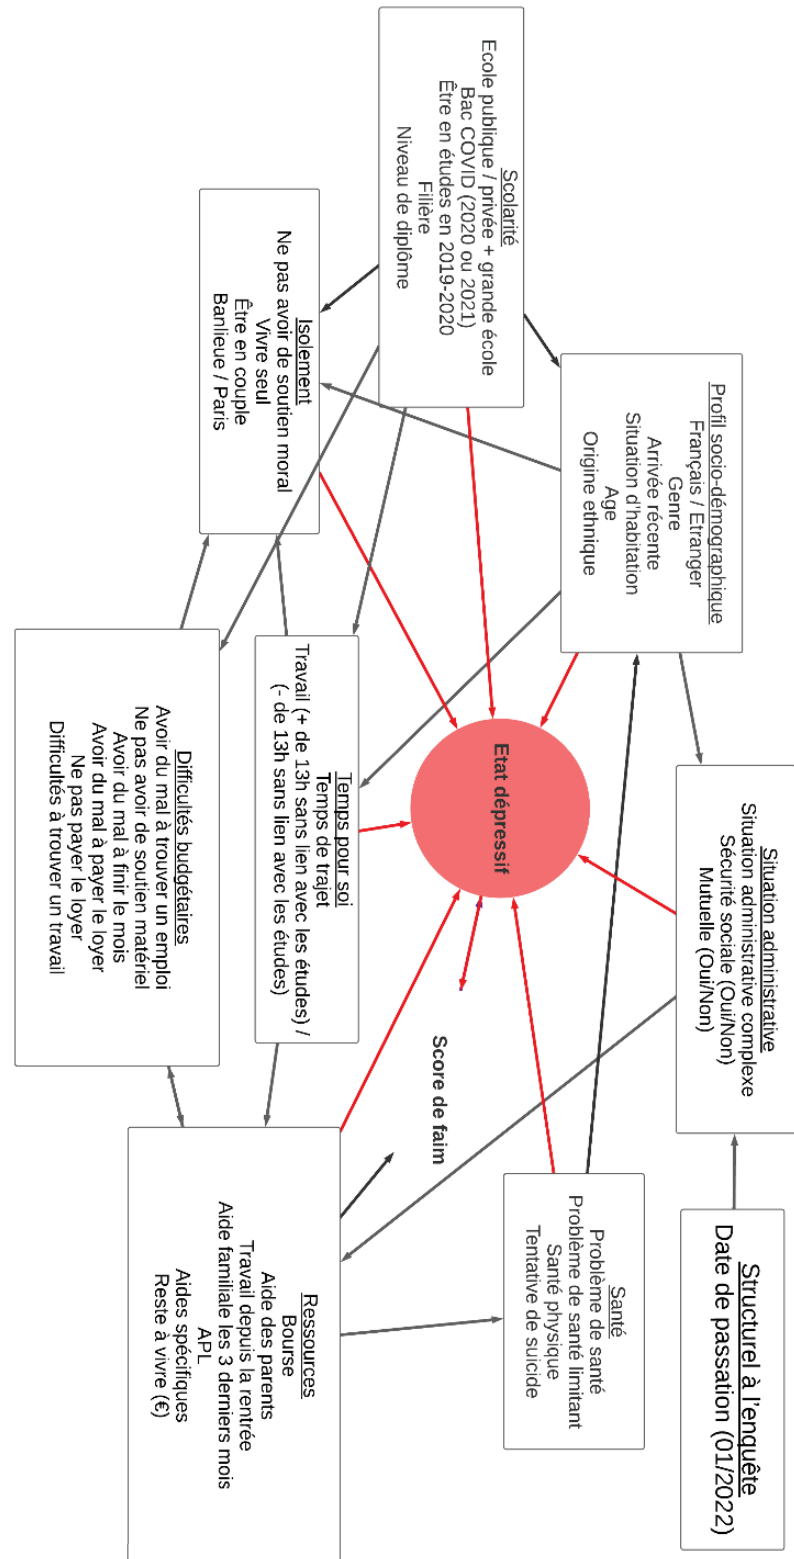 Profil socio-démographique
Français / Etranger
Genre
Arrivée récente
Situation d'habitation
Age
Origine ethnique
Situation administrative
Situation administrative complexe
Sécurité sociale (Oui/Non)
Mutuelle (Oui/Non)
Structurel à l'enquête
Date de passation (01/2022)
Scolarité
Ecole publique / privée + grande école
Bac COVID (2020 ou 2021)
Être en études en 2019-2020
Filière
Niveau de diplôme
Etat dépressif
Santé
Problème de santé
Problème de santé limitant
Santé physique
Tentative de suicide
Score de faim
Isolement
Ne pas avoir de soutien moral
Vivre seul
Être en couple
Banlieue / Paris
Temps pour soi
Temps de trajet
Travail (+ de 13h sans lien avec les études) /
(- de 13h sans lien avec les études)
Ressources
Bourse
Aide des parents
Travail depuis la rentrée
Aide familiale les 3 derniers mois
APL
Aides spécifiques
Reste à vivre (€)
Difficultés budgétaires
Avoir du mal à trouver un emploi
Ne pas avoir de soutien matériel
Avoir du mal à finir le mois
Avoir du mal à payer le loyer
Ne pas payer le loyer
Difficultés à trouver un travail